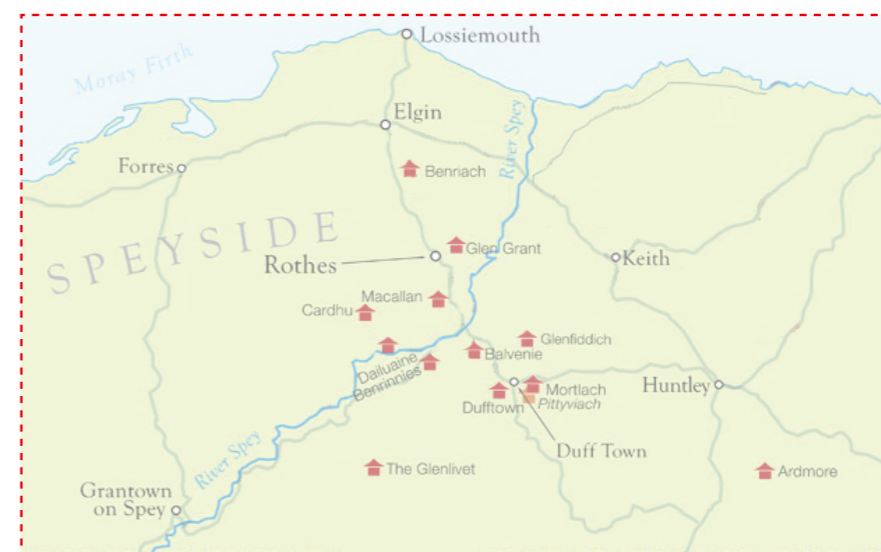 Lossiemouth
Moray Firth
Elgin
River Spey
Forres
Benriach
SPEYSIDE
Glen Grant
Rothes
Keith
Macallan
Cardhu
Glenfiddich
Balvenie
Dailuaine
Benrinnies
Mortlach
Huntley
Dufftown
Pittyviach
Duff Town
River Spey
The Glenlivet
Ardmore
Grantown
on Spey